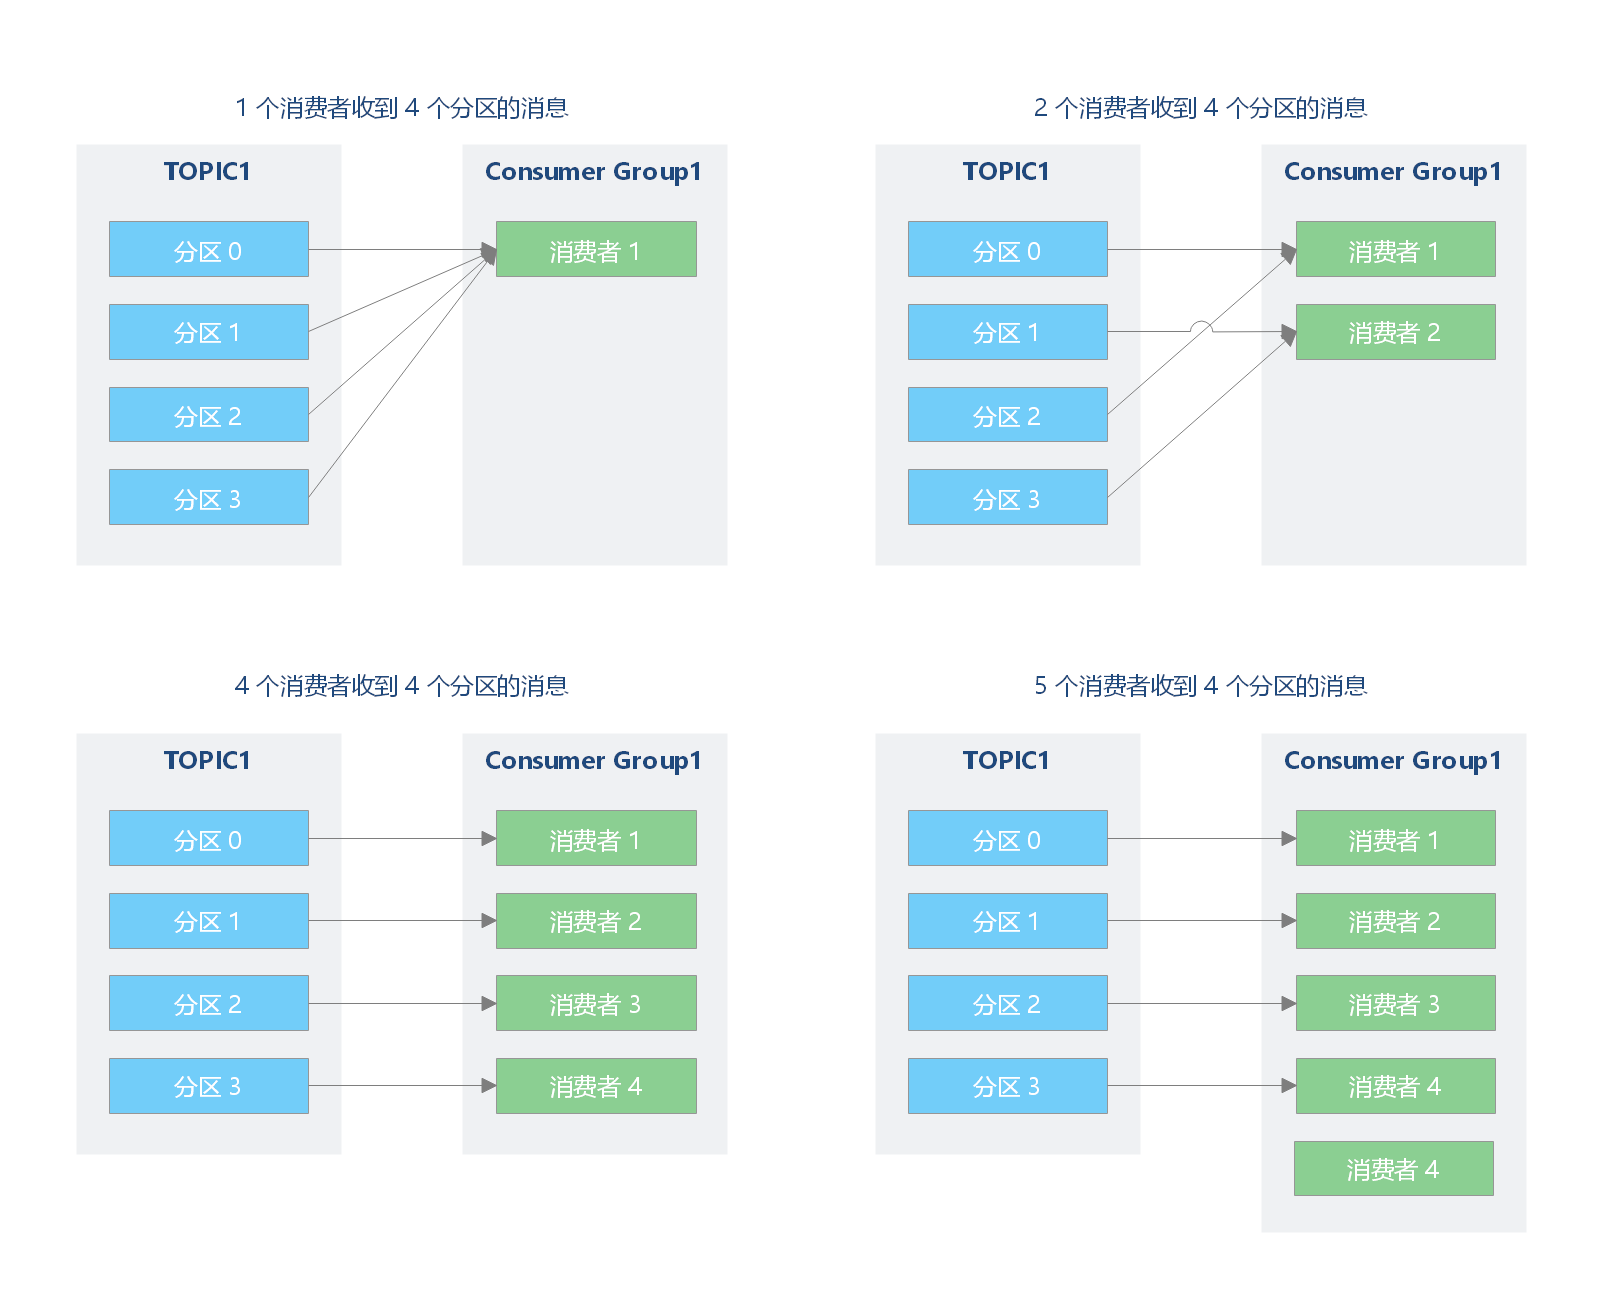 1 个消费者收到 4 个分区的消息
TOPIC1
Consumer Group1
分区 0
消费者 1
分区 1
分区 2
分区 3
2 个消费者收到 4 个分区的消息
TOPIC1
Consumer Group1
分区 0
消费者 1
分区 1
消费者 2
分区 2
分区 3
4 个消费者收到 4 个分区的消息
TOPIC1
Consumer Group1
分区 0
消费者 1
分区 1
消费者 2
分区 2
消费者 3
分区 3
消费者 4
5 个消费者收到 4 个分区的消息
TOPIC1
Consumer Group1
分区 0
消费者 1
分区 1
消费者 2
分区 2
消费者 3
分区 3
消费者 4
消费者 4